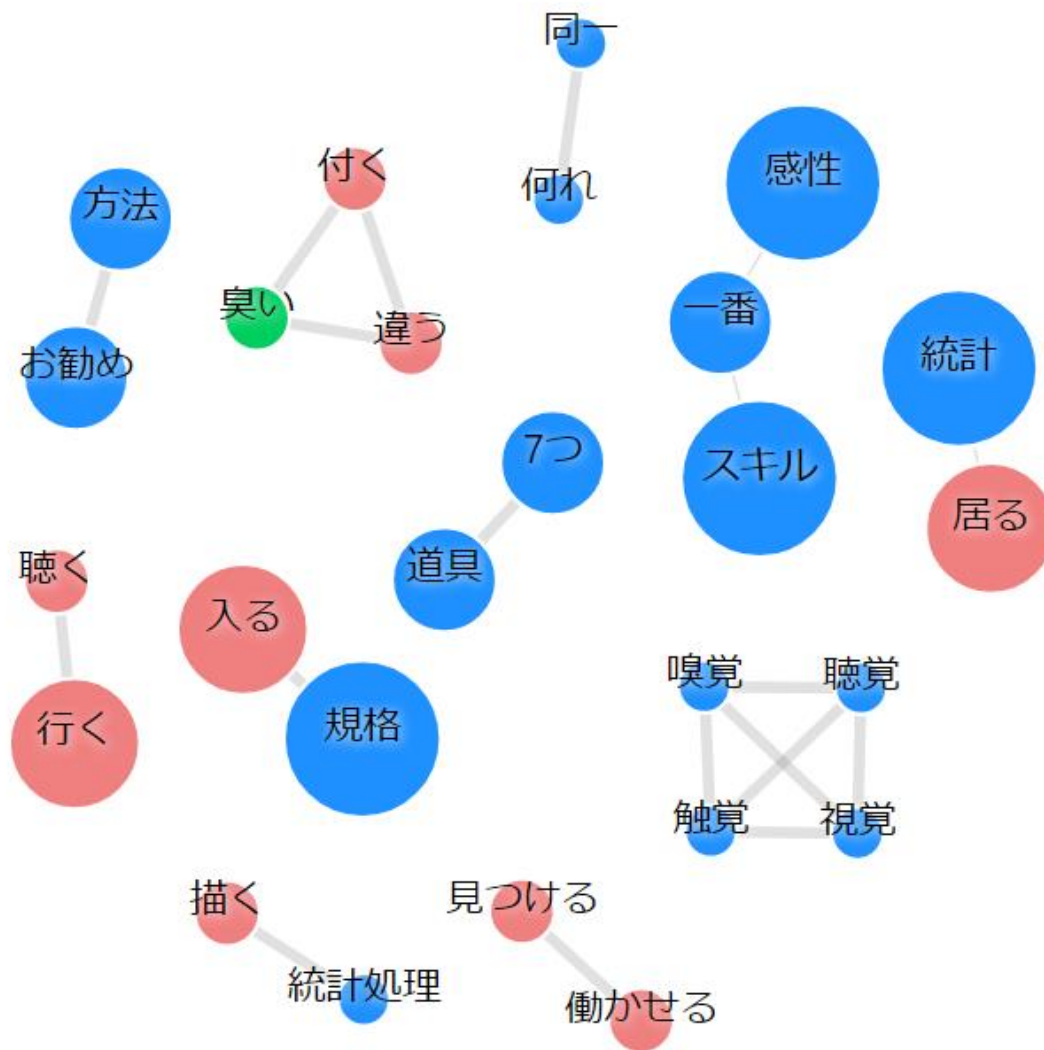 同一
付く
感性
方法
何れ
臭い
一番
違う
お勧め
統計
7つ
スキル
居る
聴く
道具
入る
行く
規格
嗅覚
聴覚
触覚
視覚
描く
見つける
統計処理
働かせる